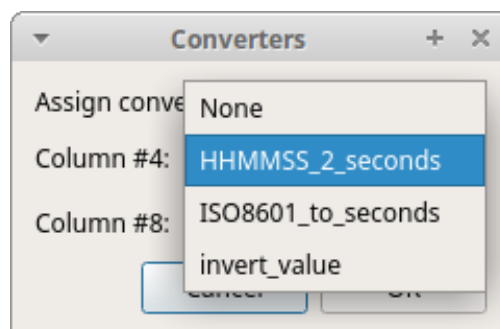 Converters
Assign conve
None
Column #4:
HHMMSS_2_seconds
ISO8601_to_seconds
Column #8:
invert_value